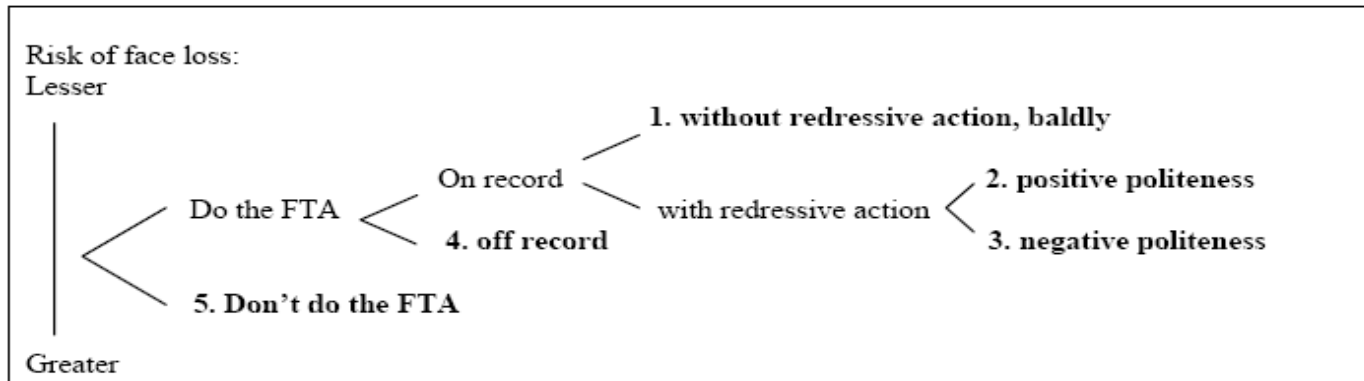 Risk of face loss:
Lesser
1. without redressive action, baldly
On record
2. positive politeness
Do the FTA
with redressive action
4. off record
3. negative politeness
5. Don’t do the FTA
Greater